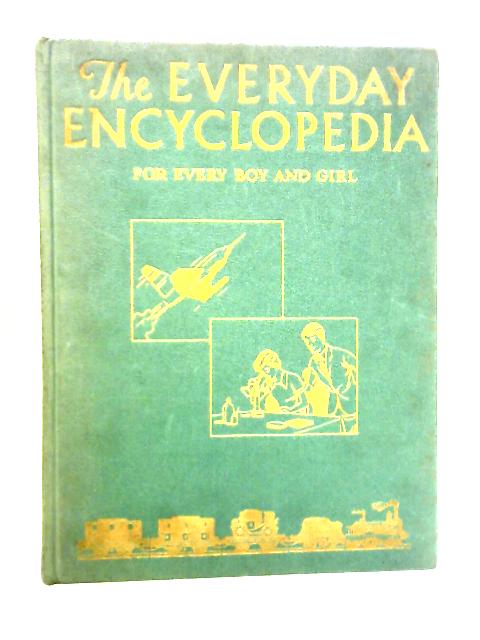 The EVERYDAY
ENCYCLOPEDIA
FOR EVERY BOY AND GIRL